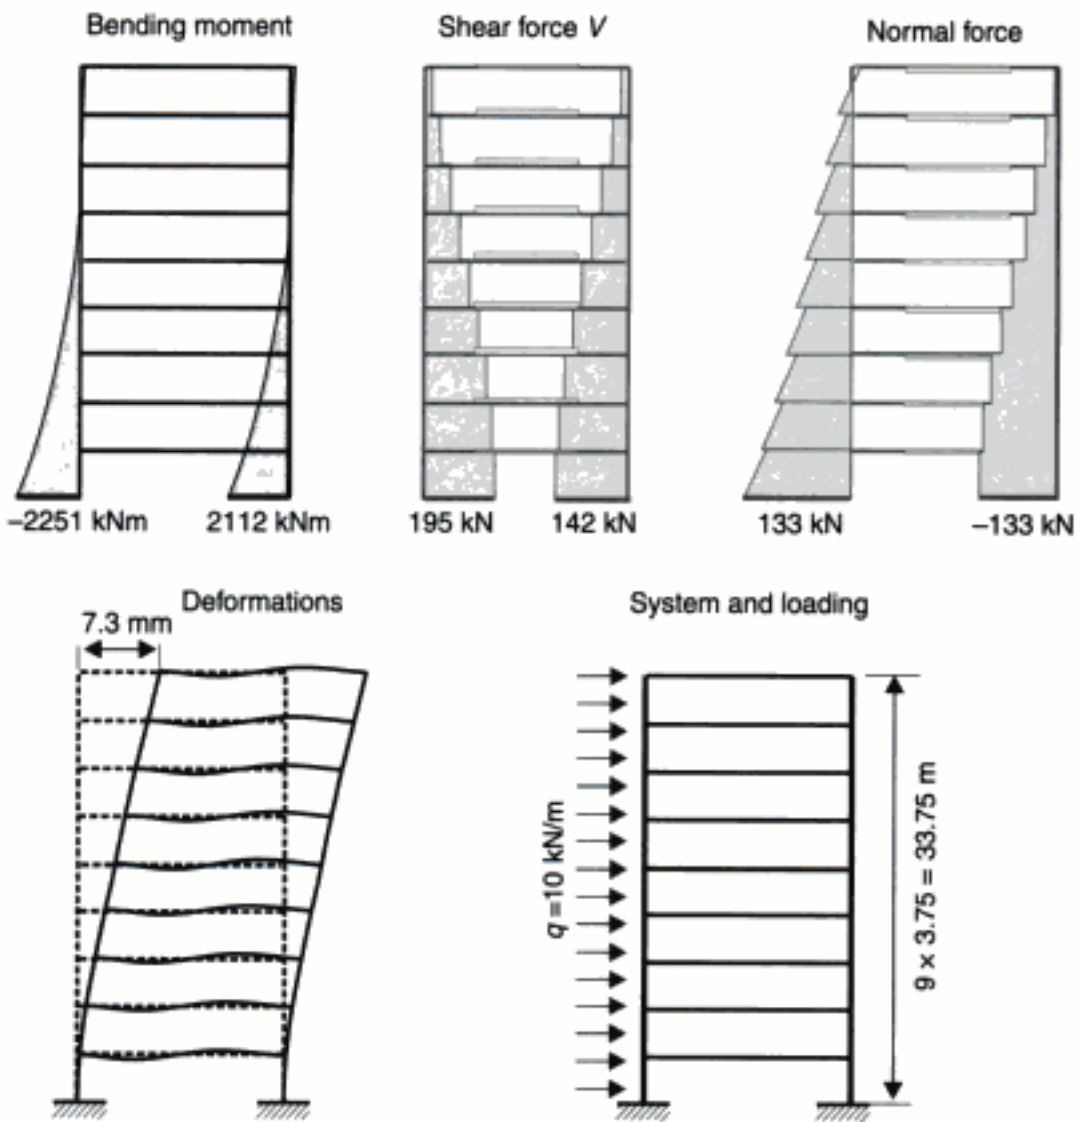 Bending moment
Shear force V
Normal force
–2251 kNm
2112 kNm
195 kN
142 kN
133 kN
–133 kN
Deformations
7.3 mm
System and loading
q =10 kN/m
9 × 3.75 = 33.75 m